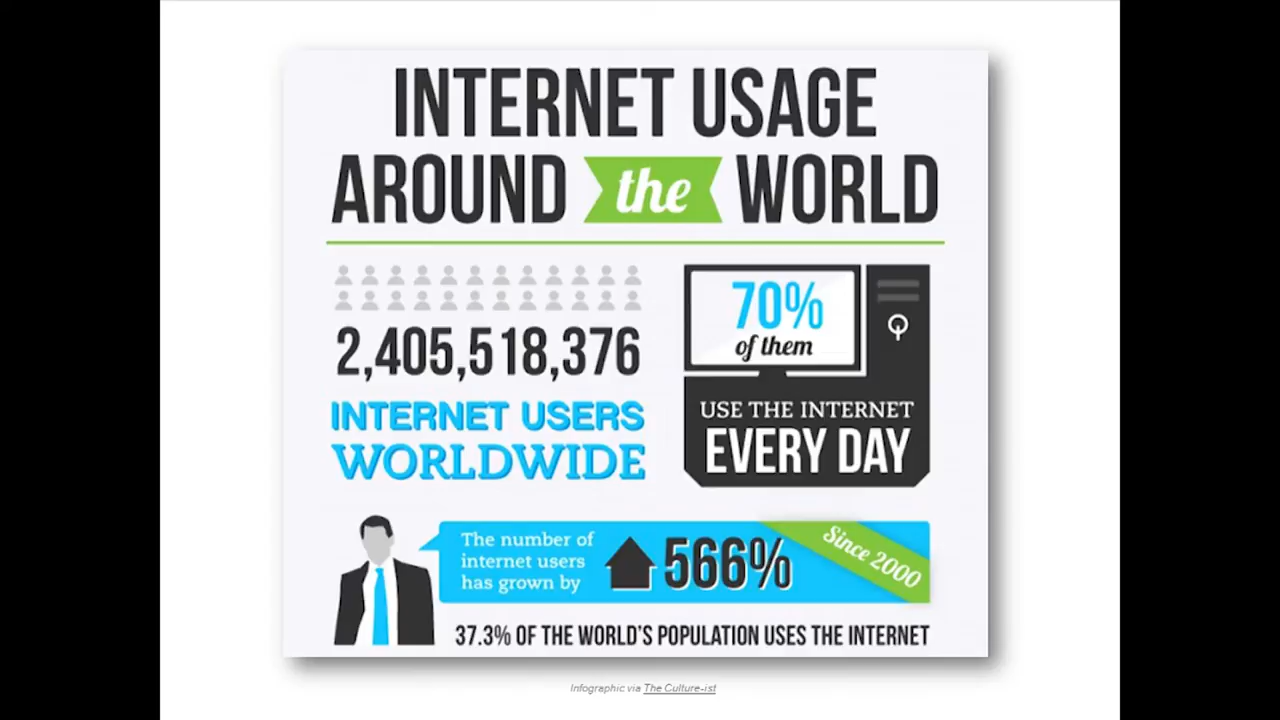 INTERNET USAGE
AROUND the WORLD
2,405,518,376
INTERNET USERS
WORLDWIDE
70%
of them
USE THE INTERNET
EVERY DAY
The number of
internet users
has grown by
566%
Since 2000
37.3% OF THE WORLD'S POPULATION USES THE INTERNET
Infographic via The Culture-ist